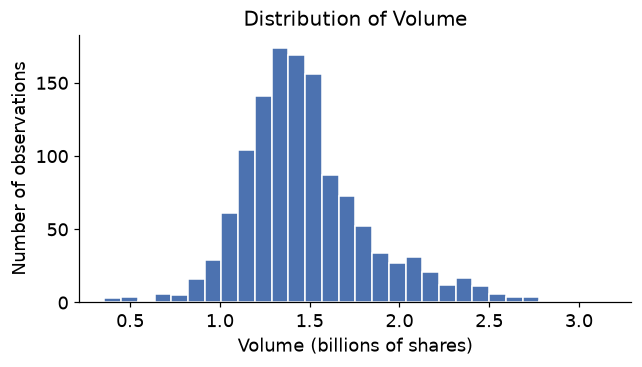 Distribution of Volume
Number of observations
150
100
50
0
0.5 1.0 1.5 2.0 2.5 3.0
Volume (billions of shares)